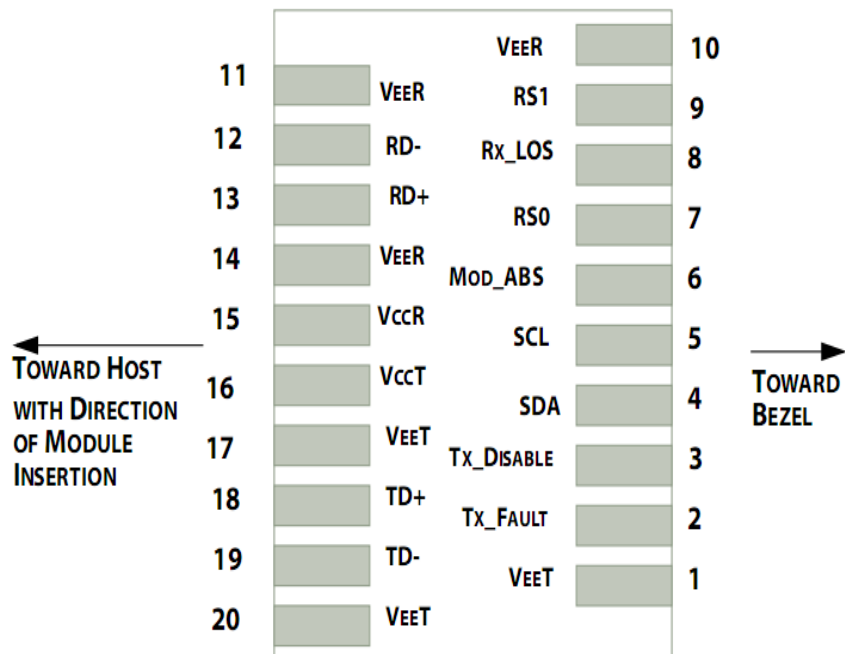 VEER 10
11 VEER
RS1 9
12 RD-
RX_LOS 8
13 RD+
RS0 7
14 VEER
MOD_ABS 6
15 VCCR
SCL 5
TOWARD HOST
WITH DIRECTION
OF MODULE
INSERTION
16 VCCT
SDA 4
TOWARD
BEZEL
17 VEET
TX_DISABLE 3
18 TD+
TX_FAULT 2
19 TD-
VEET 1
20 VEET